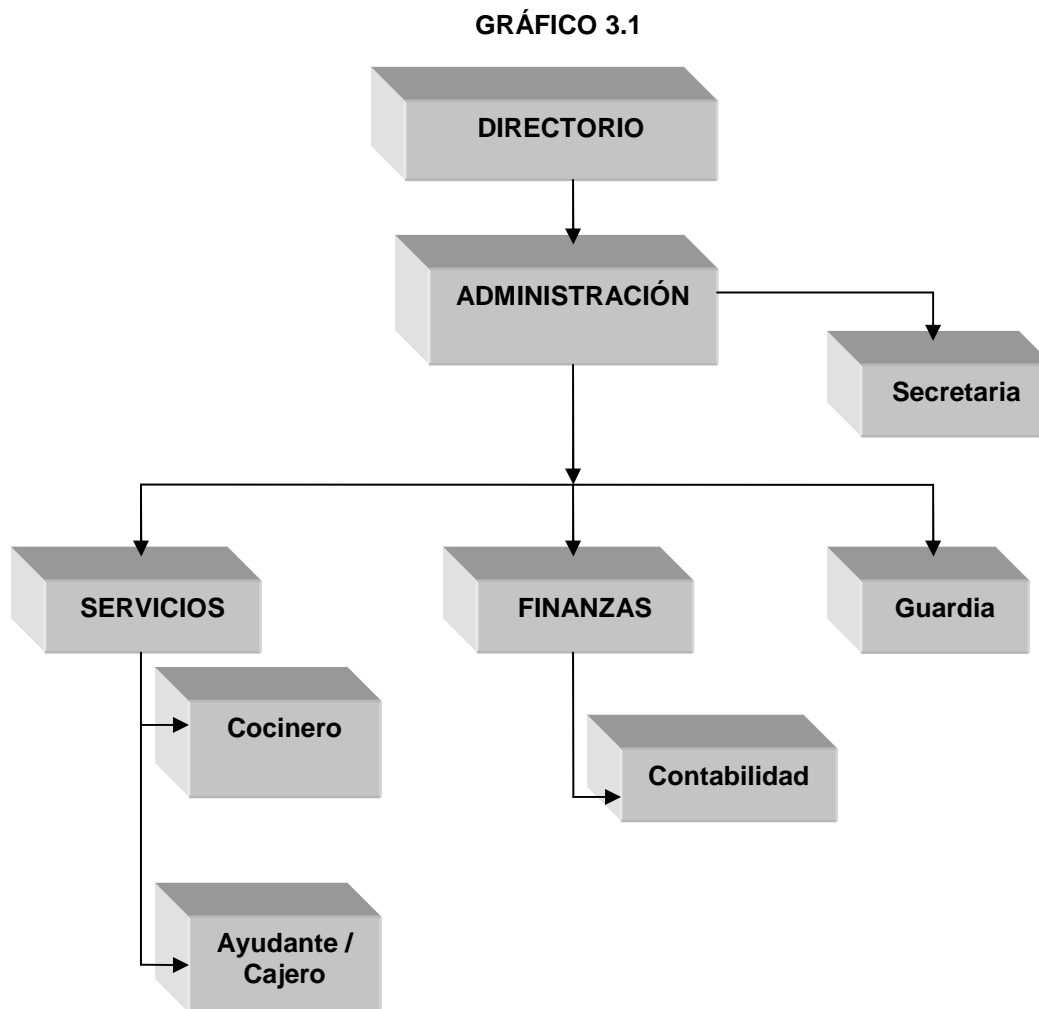 GRÁFICO 3.1
DIRECTORIO
ADMINISTRACIÓN
Secretaria
SERVICIOS
FINANZAS
Guardia
Cocinero
Contabilidad
Ayudante /
Cajero